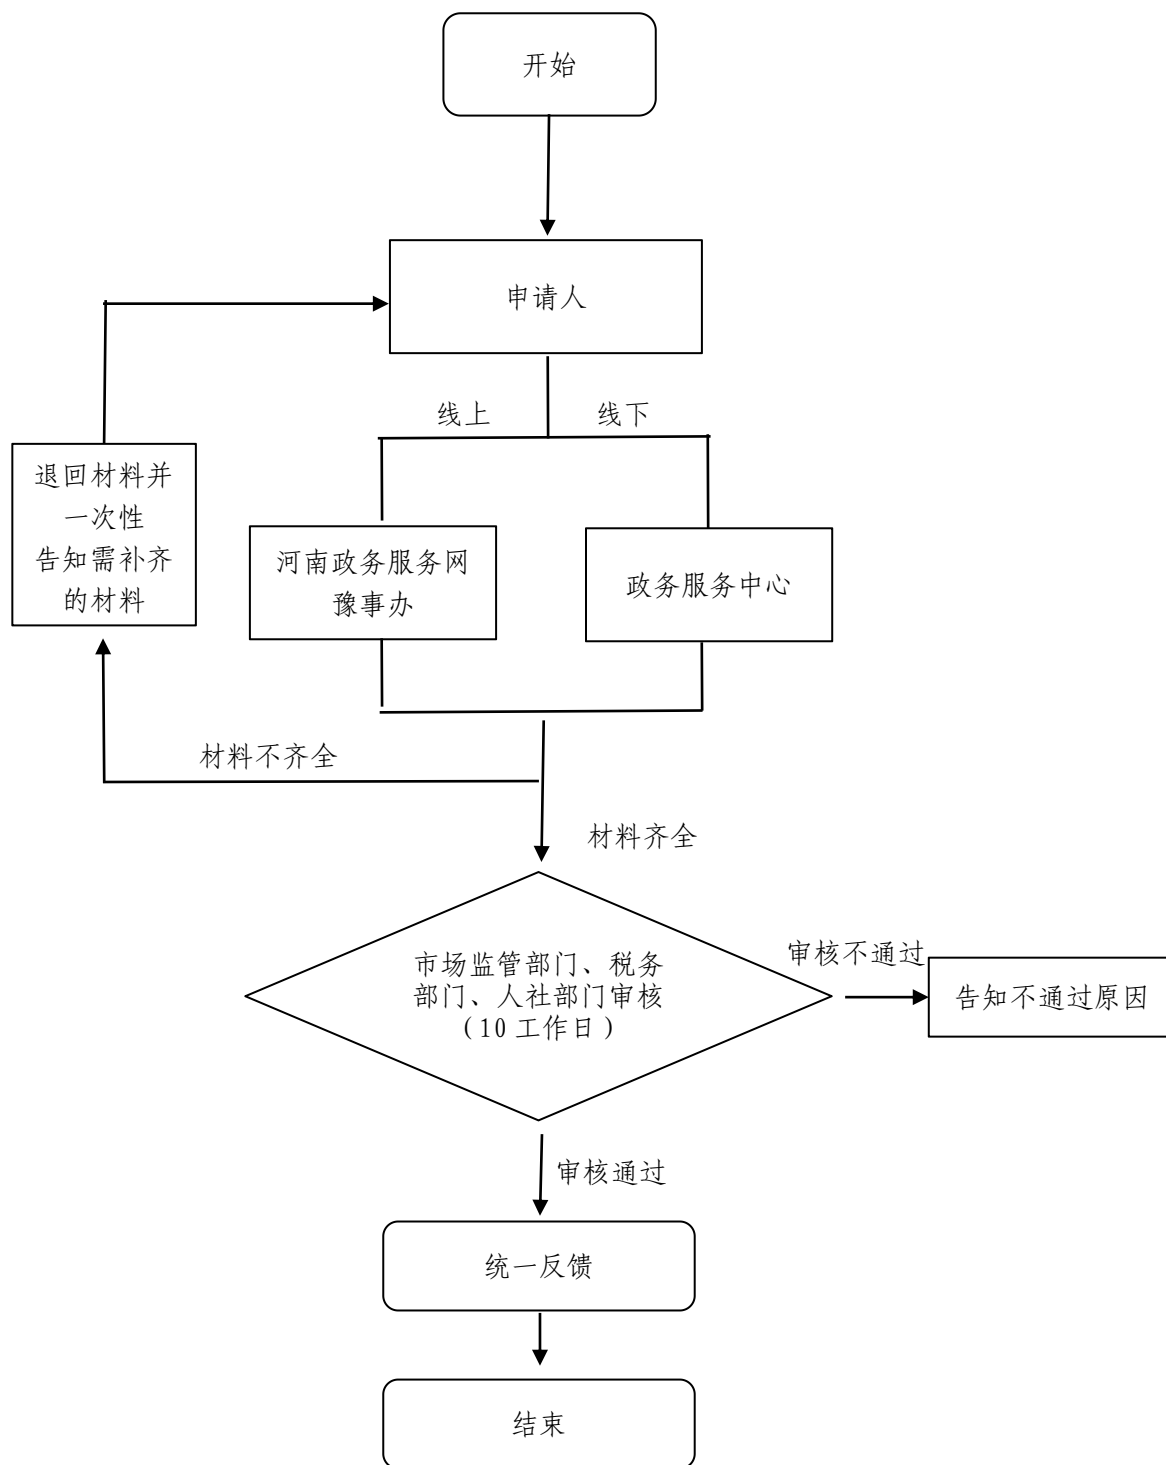 开始
申请人
线上
线下
退回材料并
一次性
告知需补齐
的材料
河南政务服务网
豫事办
政务服务中心
材料不齐全
材料齐全
市场监管部门、税务
部门、人社部门审核
(10工作日)
审核不通过
告知不通过原因
审核通过
统一反馈
结束